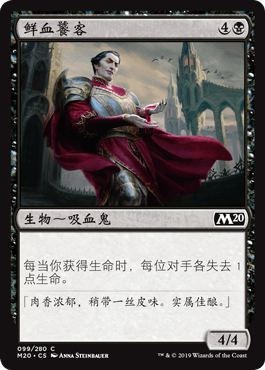 鲜血饕客 4
生物～吸血鬼 M20
每当你获得生命时，每位对手各失去 1
点生命。
「肉香浓郁，稍带一丝皮味。实属佳酿。」
4/4
099/280 C
M20 • CS Anna Steinbauer
™ & © 2019 Wizards of the Coast